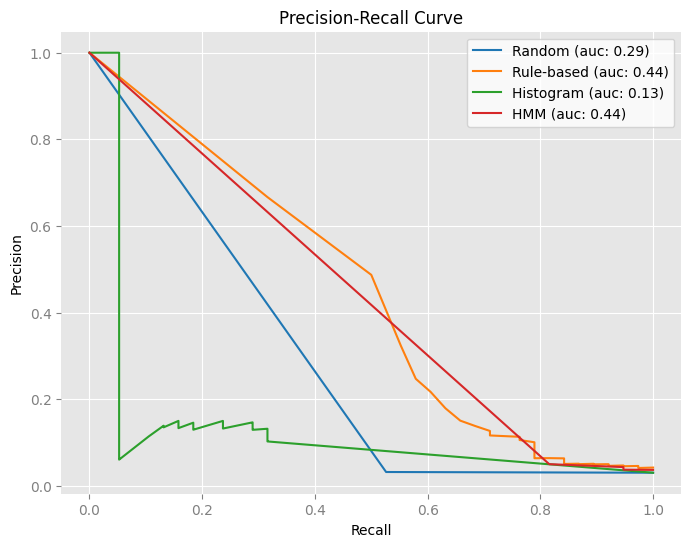 Precision-Recall Curve
Random (auc: 0.29)
Rule-based (auc: 0.44)
Histogram (auc: 0.13)
HMM (auc: 0.44)
Precision
1.0
0.8
0.6
0.4
0.2
0.0
0.0 0.2 0.4 0.6 0.8 1.0
Recall